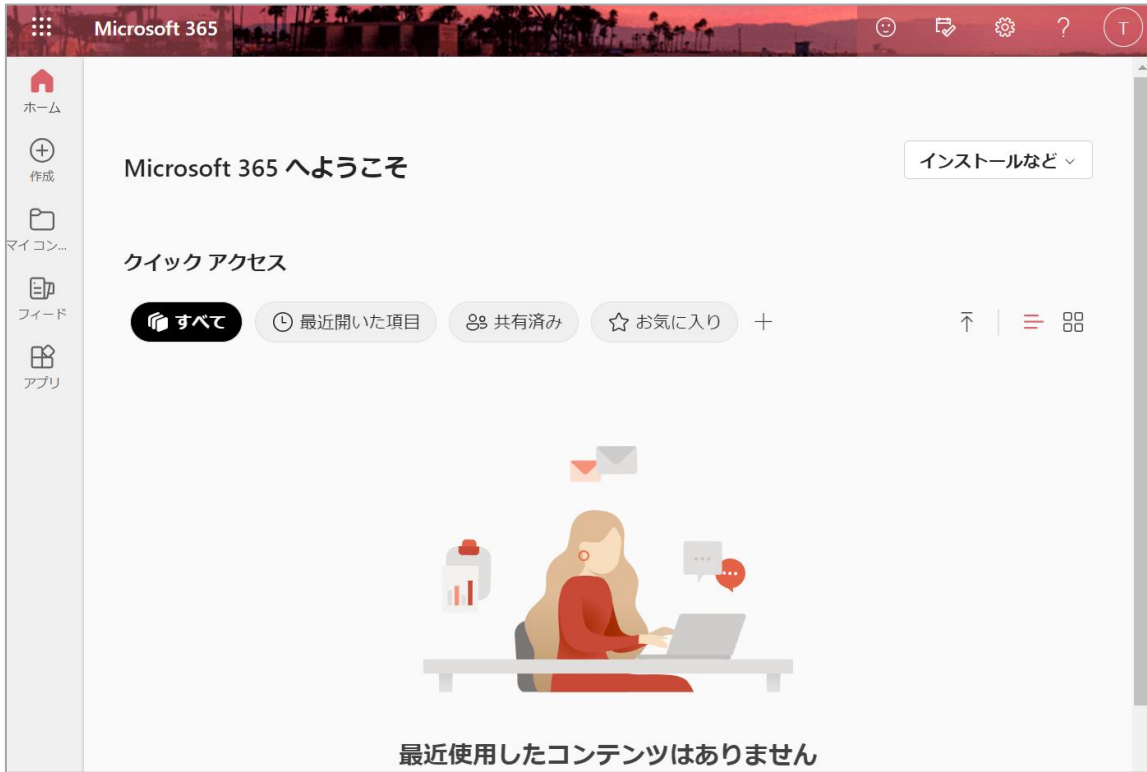 Microsoft 365
T
ホーム
作成
マイ コン...
フィード
アプリ
Microsoft 365 へようこそ
インストールなど
クイック アクセス
すべて
最近開いた項目
共有済み
お気に入り
最近使用したコンテンツはありません